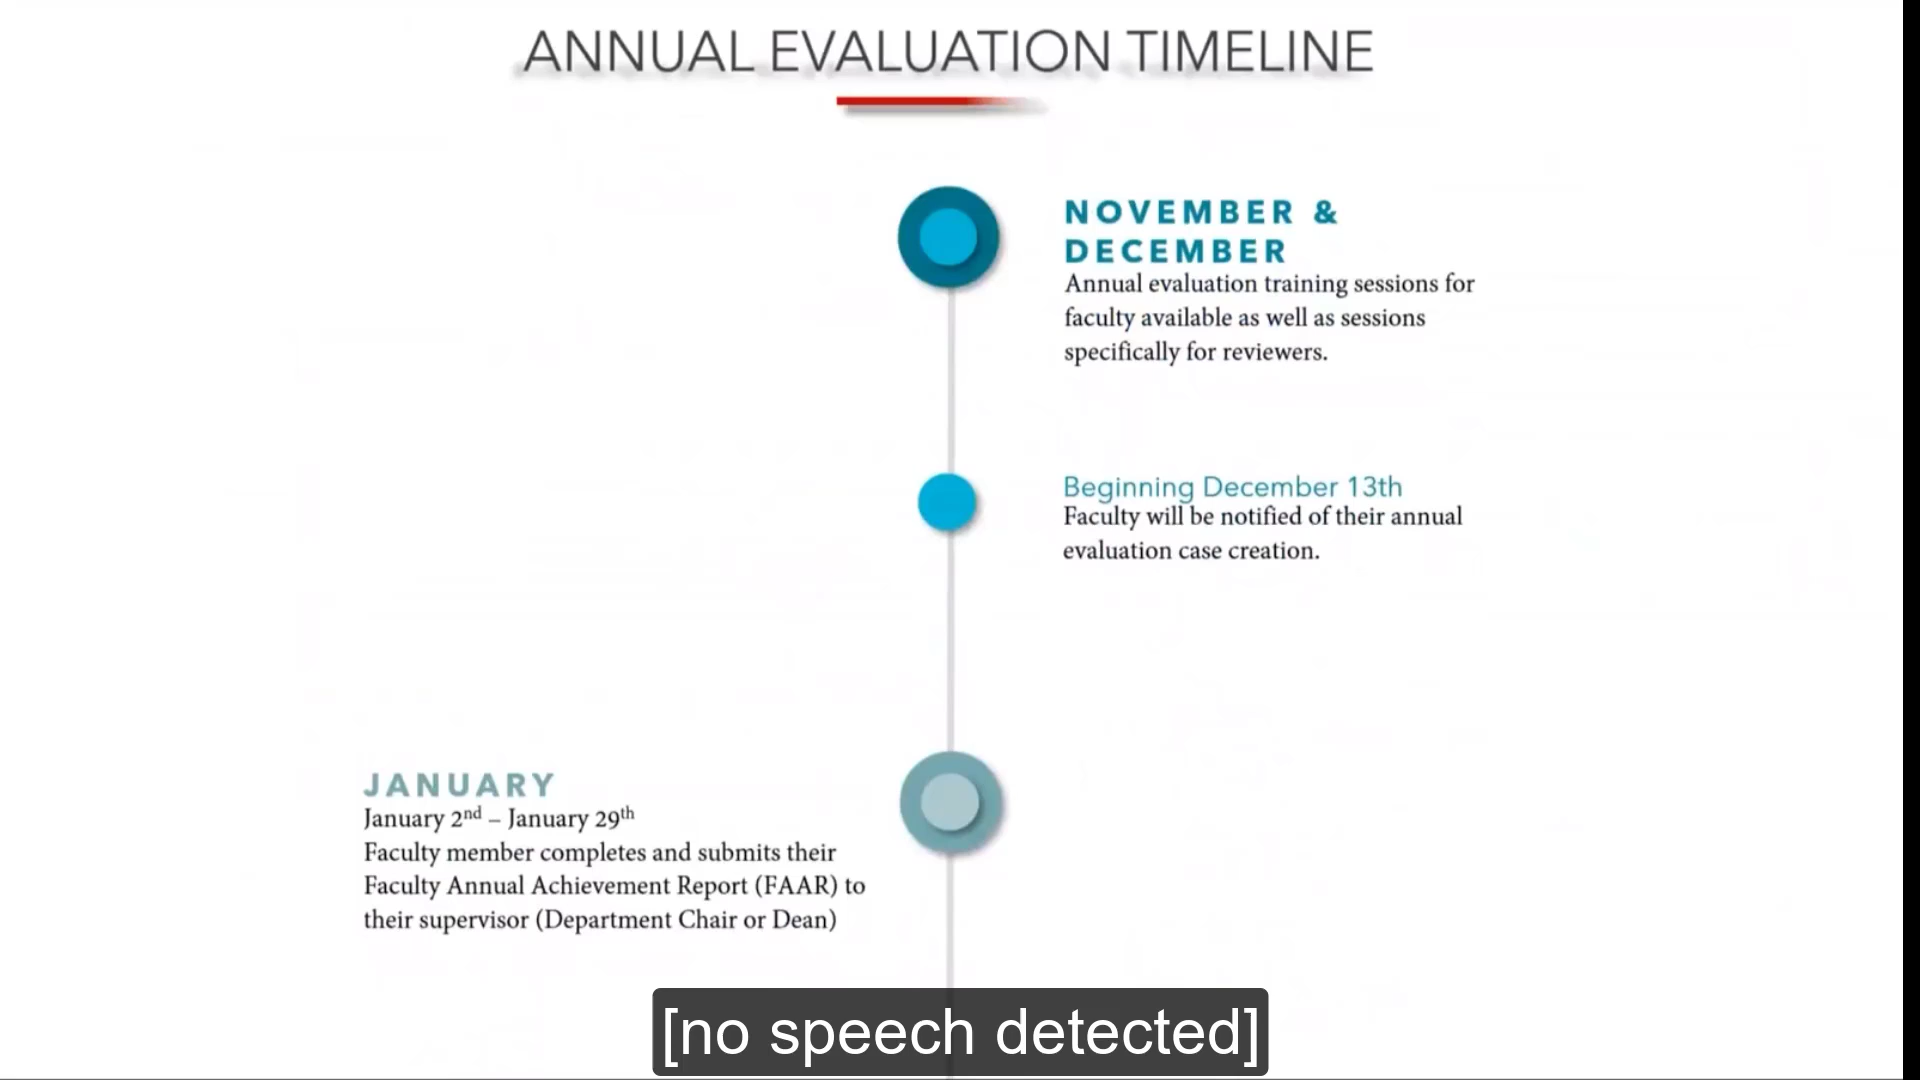 ANNUAL EVALUATION TIMELINE
NOVEMBER &
DECEMBER
Annual evaluation training sessions for
faculty available as well as sessions
specifically for reviewers.
Beginning December 13th
Faculty will be notified of their annual
evaluation case creation.
JANUARY
January 2nd – January 29th
Faculty member completes and submits their
Faculty Annual Achievement Report (FAAR) to
their supervisor (Department Chair or Dean)
[no speech detected]